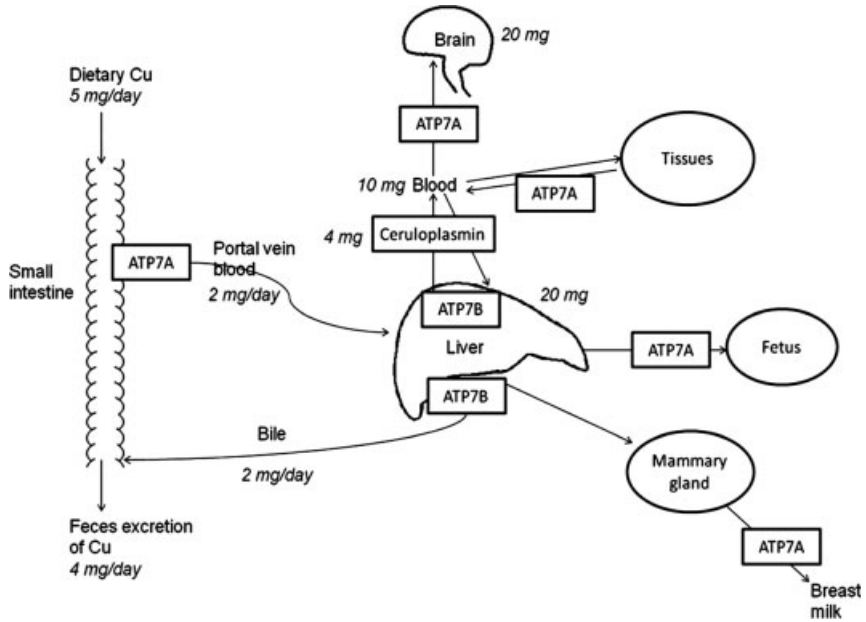 Brain
20 mg
Dietary Cu
5 mg/day
ATP7A
10 mg Blood
ATP7A
Tissues
4 mg
Ceruloplasmin
Small
intestine
ATP7A
Portal vein
blood
2 mg/day
20 mg
ATP7B
Liver
ATP7A
Fetus
ATP7B
Bile
2 mg/day
Mammary
gland
Feces excretion
of Cu
4 mg/day
ATP7A
Breast
milk